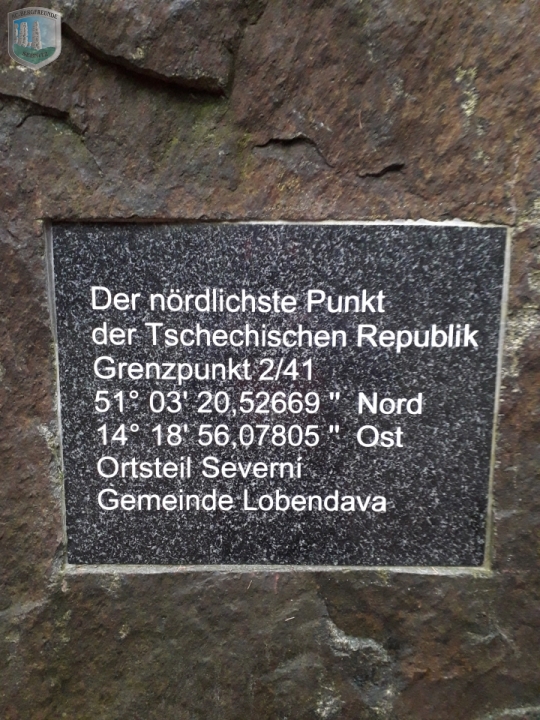 Der nördlichste Punkt
der Tschechischen Republik
Grenzpunkt 2/41
51° 03' 20,52669 " Nord
14° 18' 56,07805 " Ost
Ortsteil Severni
Gemeinde Lobendava